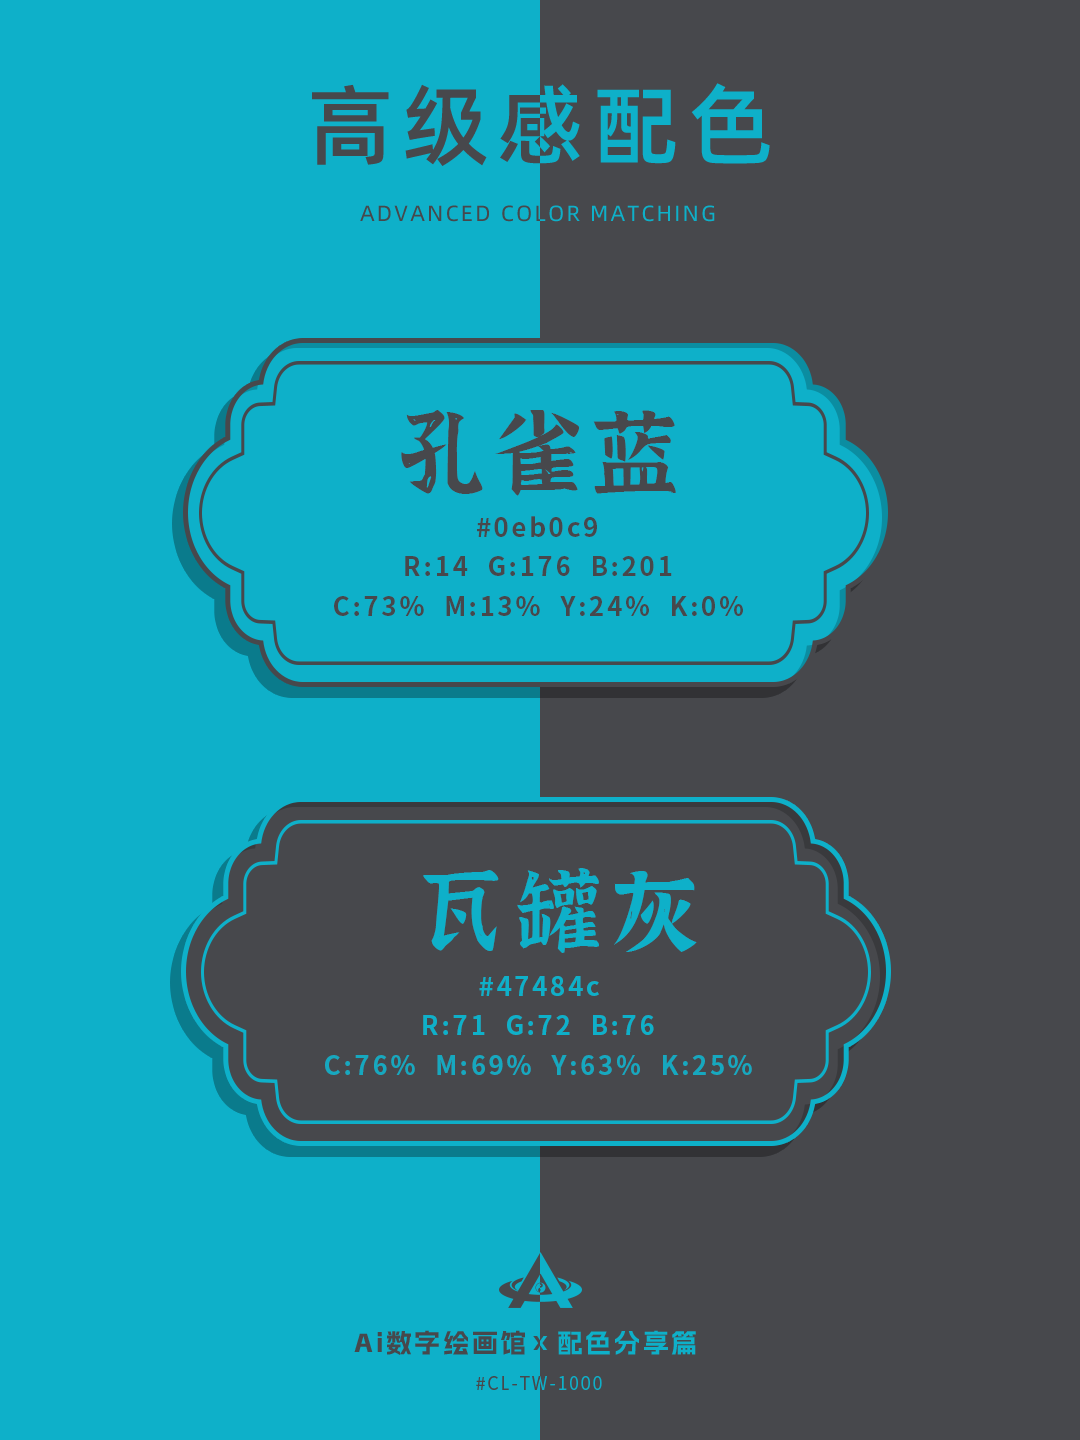 高级感配色
ADVANCED COLOR MATCHING
孔雀蓝
#0eb0c9
R:14 G:176 B:201
C:73% M:13% Y:24% K:0%
瓦罐灰
#47484c
R:71 G:72 B:76
C:76% M:69% Y:63% K:25%
Ai数字绘画馆 x 配色分享篇
#CL-TW-1000